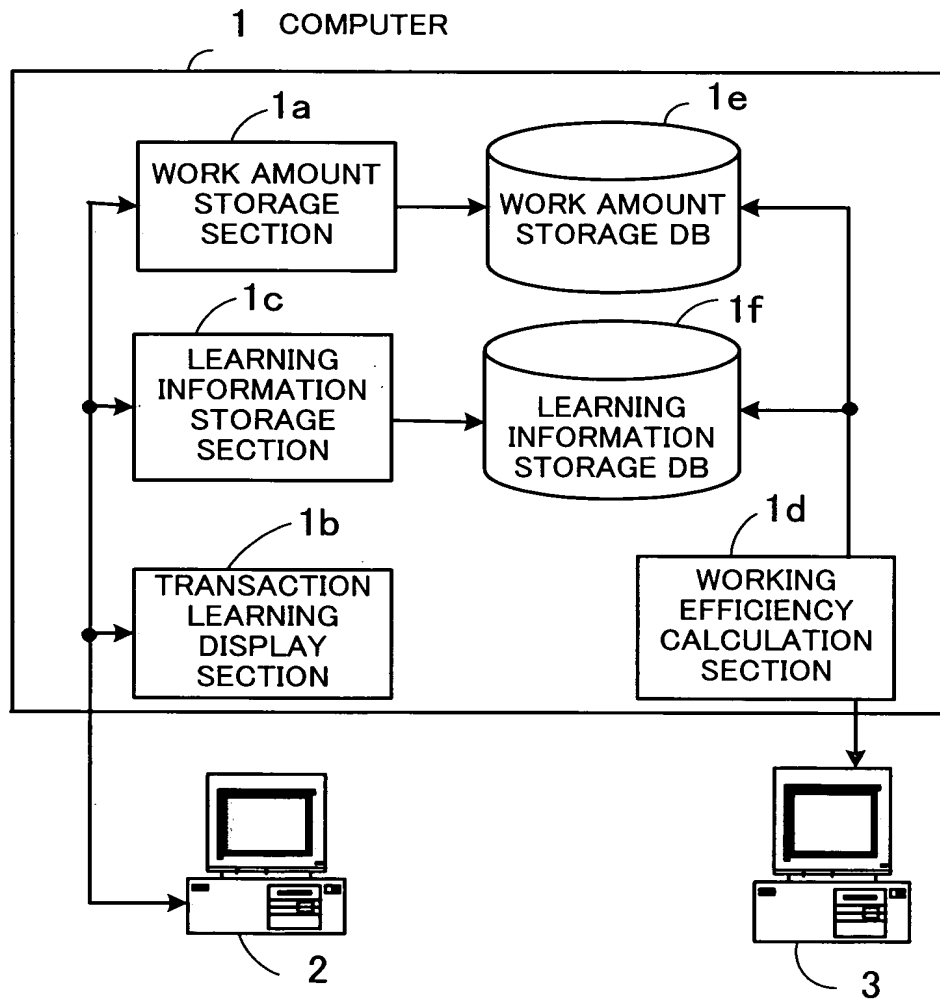 1 COMPUTER
1a
WORK AMOUNT
STORAGE
SECTION
1e
WORK AMOUNT
STORAGE DB
1c
LEARNING
INFORMATION
STORAGE
SECTION
1f
LEARNING
INFORMATION
STORAGE DB
1b
TRANSACTION
LEARNING
DISPLAY
SECTION
1d
WORKING
EFFICIENCY
CALCULATION
SECTION
2
3